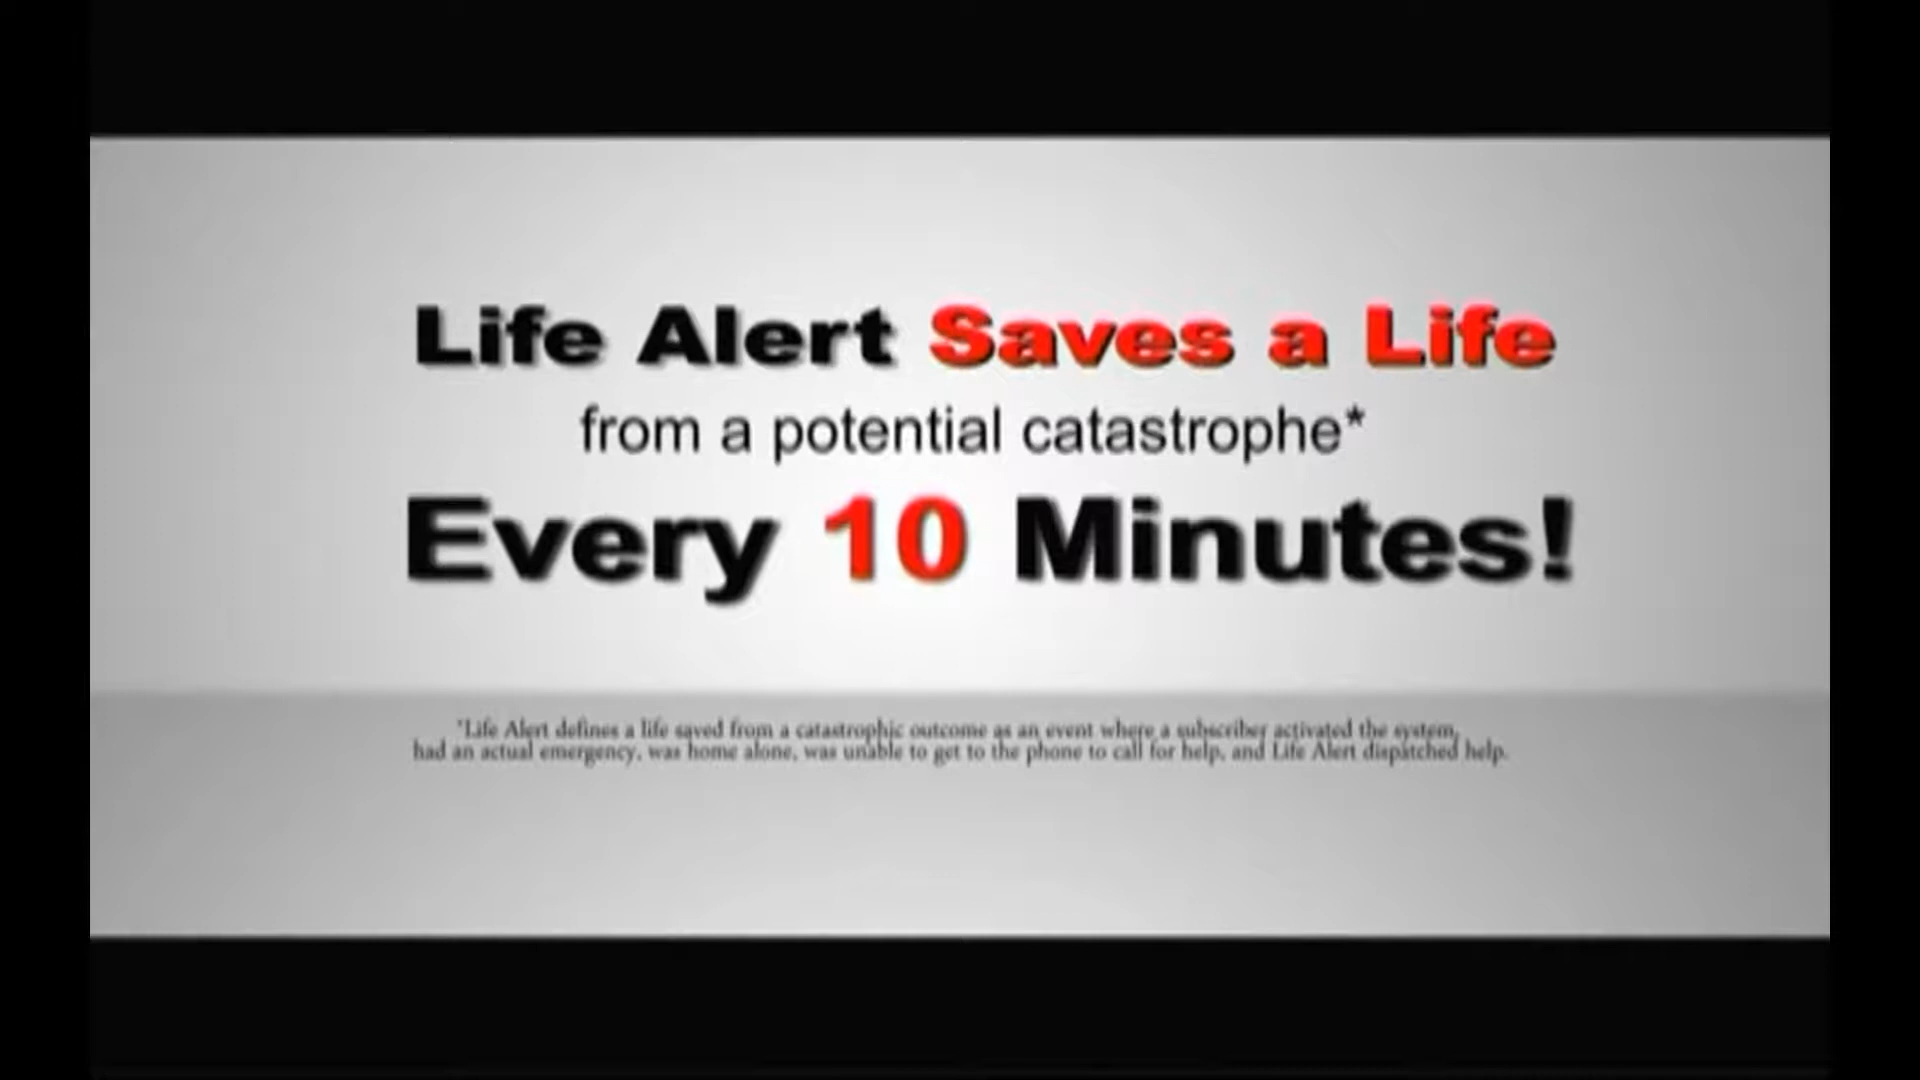 Life Alert Saves a Life
from a potential catastrophe*
Every 10 Minutes!
*Life Alert defines a life saved from a catastrophic outcome as an event where a subscriber activated the system,
had an actual emergency, was home alone, was unable to get to the phone to call for help, and Life Alert dispatched help.